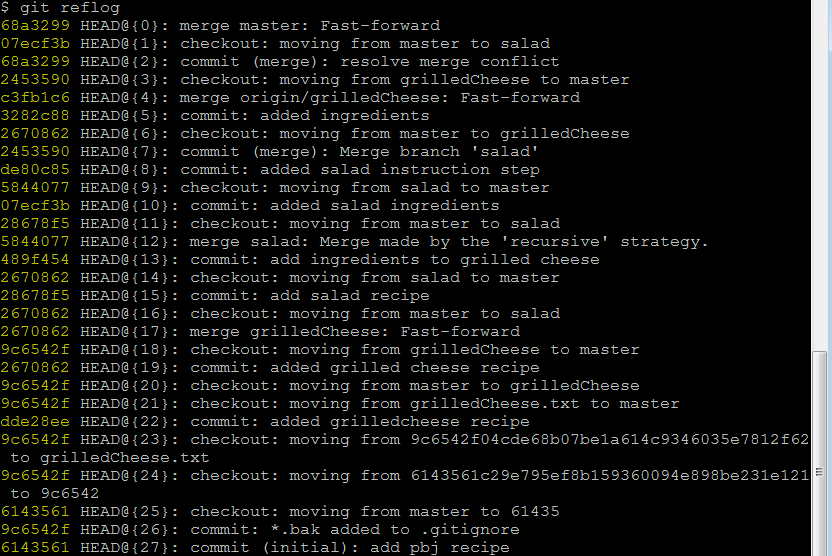 $ git reflog
68a3299 HEAD@{0}: merge master: Fast-forward
07ecf3b HEAD@{1}: checkout: moving from master to salad
68a3299 HEAD@{2}: commit (merge): resolve merge conflict
2453590 HEAD@{3}: checkout: moving from grilledCheese to master
c3fb1c6 HEAD@{4}: merge origin/grilledCheese: Fast-forward
3282c88 HEAD@{5}: commit: added ingredients
2670862 HEAD@{6}: checkout: moving from master to grilledCheese
2453590 HEAD@{7}: commit (merge): Merge branch 'salad'
de80c85 HEAD@{8}: commit: added salad instruction step
5844077 HEAD@{9}: checkout: moving from salad to master
07ecf3b HEAD@{10}: commit: added salad ingredients
28678f5 HEAD@{11}: checkout: moving from master to salad
5844077 HEAD@{12}: merge salad: Merge made by the 'recursive' strategy.
489f454 HEAD@{13}: commit: add ingredients to grilled cheese
2670862 HEAD@{14}: checkout: moving from salad to master
28678f5 HEAD@{15}: commit: add salad recipe
2670862 HEAD@{16}: checkout: moving from master to salad
2670862 HEAD@{17}: merge grilledCheese: Fast-forward
9c6542f HEAD@{18}: checkout: moving from grilledCheese to master
2670862 HEAD@{19}: commit: added grilled cheese recipe
9c6542f HEAD@{20}: checkout: moving from master to grilledCheese
9c6542f HEAD@{21}: checkout: moving from grilledCheese.txt to master
dde28ee HEAD@{22}: commit: added grilledcheese recipe
9c6542f HEAD@{23}: checkout: moving from 9c6542f04cde68b07be1a614c9346035e7812f62
 to grilledCheese.txt
9c6542f HEAD@{24}: checkout: moving from 6143561c29e795ef8b159360094e898be231e121
 to 9c6542
6143561 HEAD@{25}: checkout: moving from master to 61435
9c6542f HEAD@{26}: commit: *.bak added to .gitignore
6143561 HEAD@{27}: commit (initial): add pbj recipe